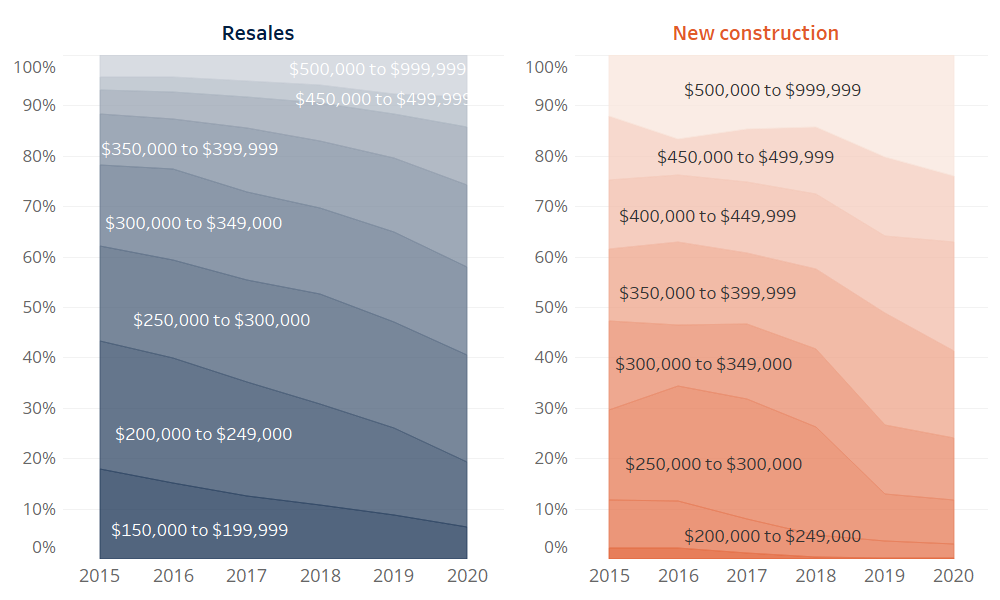 Resales
New construction
100%
90%
80%
70%
60%
50%
40%
30%
20%
10%
0%
$500,000 to $999,999
$450,000 to $499,999
$350,000 to $399,999
$300,000 to $349,000
$250,000 to $300,000
$200,000 to $249,000
$150,000 to $199,999
2015 2016 2017 2018 2019 2020
100%
90%
80%
70%
60%
50%
40%
30%
20%
10%
0%
$500,000 to $999,999
$450,000 to $499,999
$400,000 to $449,999
$350,000 to $399,999
$300,000 to $349,000
$250,000 to $300,000
$200,000 to $249,000
2015 2016 2017 2018 2019 2020